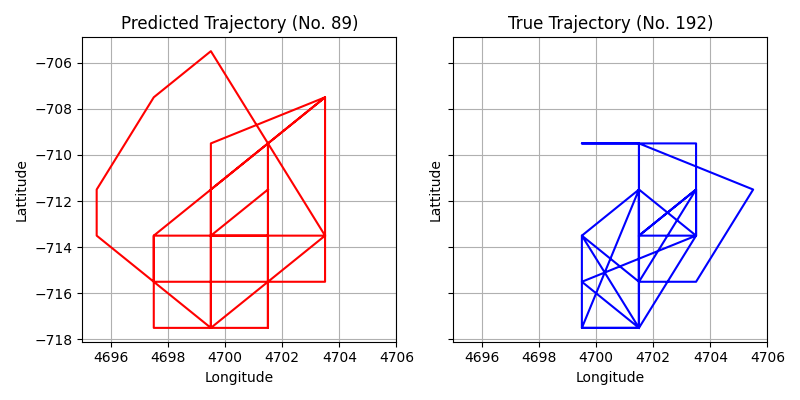 Predicted Trajectory (No. 89)
True Trajectory (No. 192)
−706
−708
−710
−712
−714
−716
−718
Lattitude
Lattitude
4696 4698 4700 4702 4704 4706
4696 4698 4700 4702 4704 4706
Longitude
Longitude